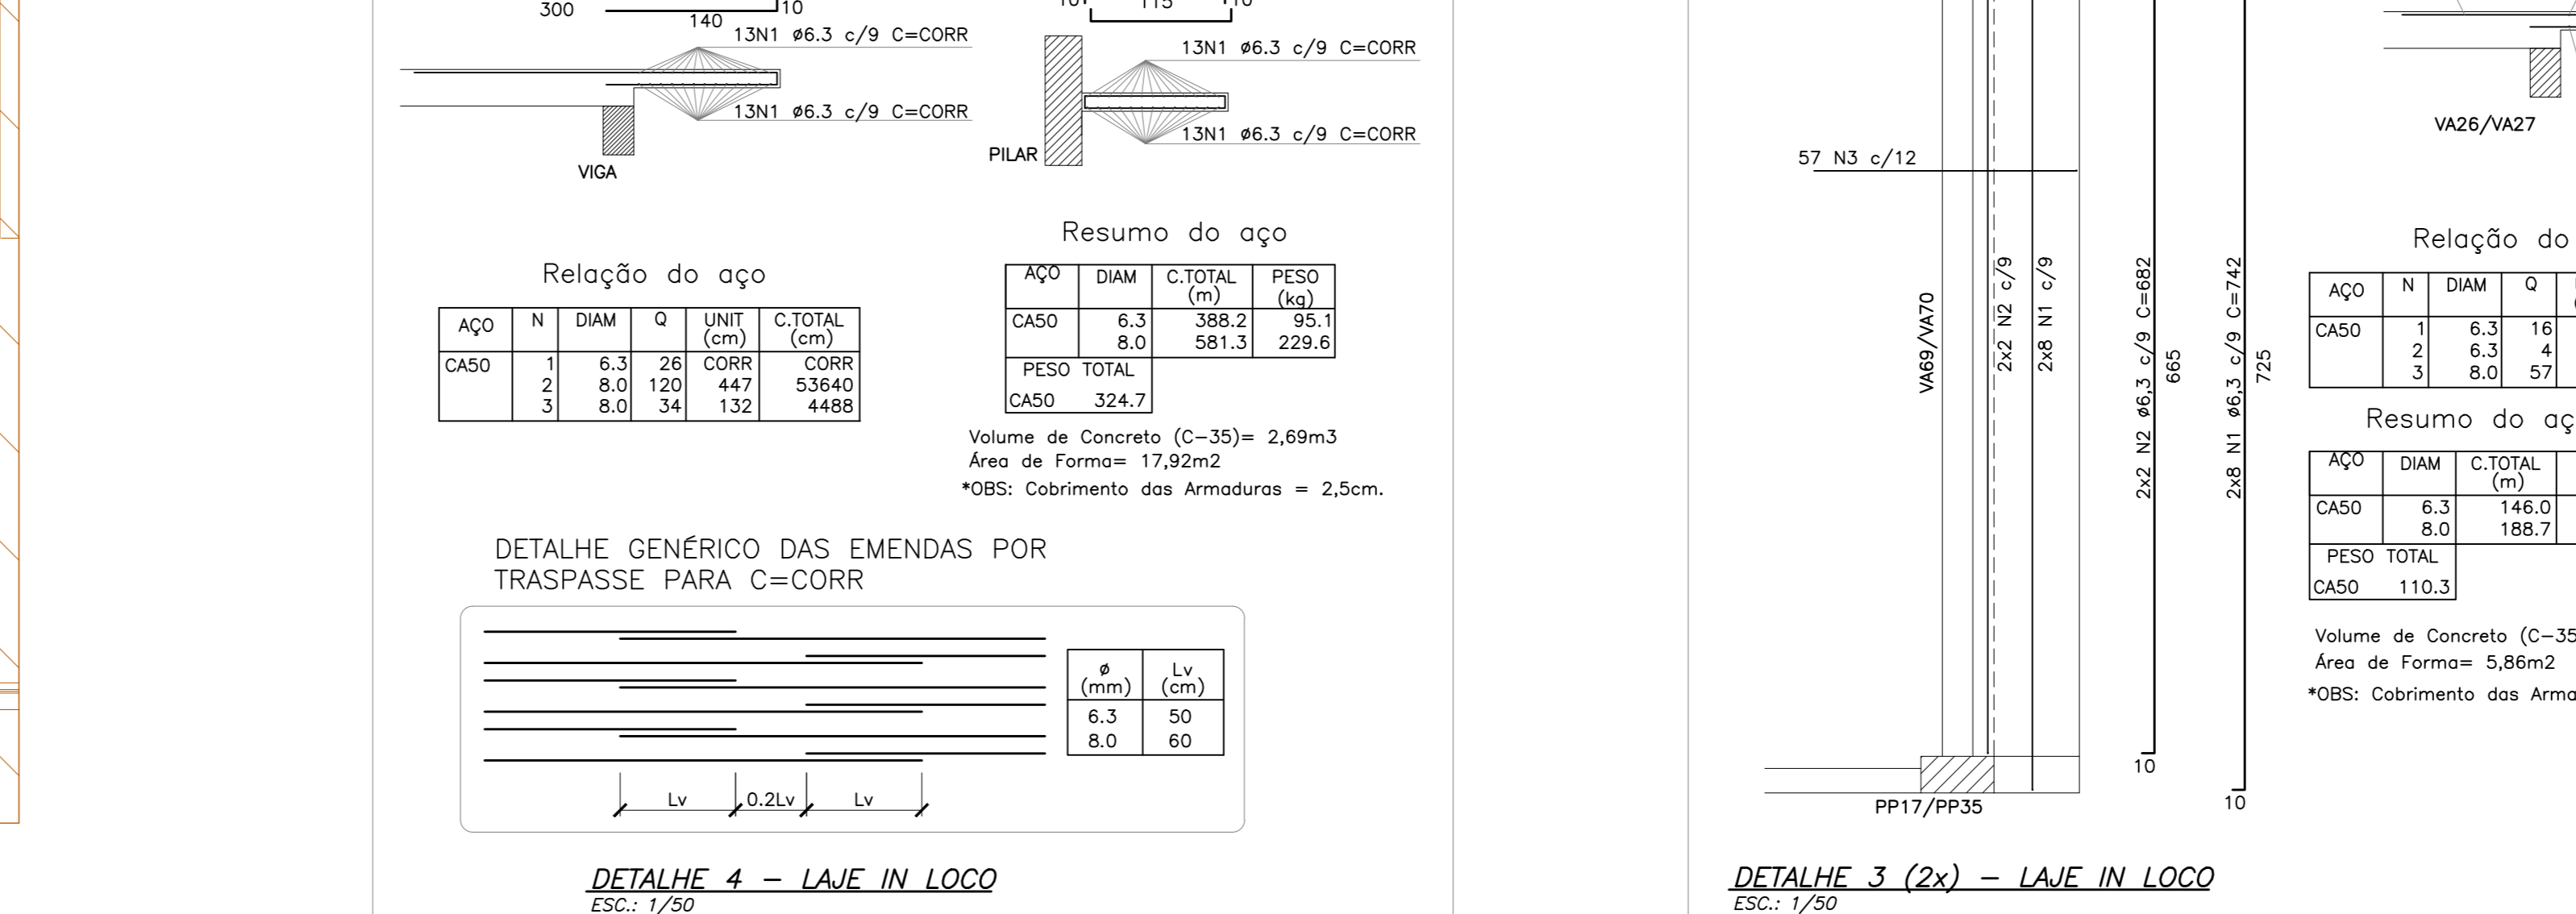 300
140
10
10
115
10
13N1 ø6.3 c/9 C=CORR
13N1 ø6.3 c/9 C=CORR
VIGA
13N1 ø6.3 c/9 C=CORR
13N1 ø6.3 c/9 C=CORR
PILAR
Relação do aço
AÇO N DIAM Q UNIT (cm) C.TOTAL (cm)
CA50 1 6.3 26 CORR CORR
2 8.0 120 447 53640
3 8.0 34 132 4488
Resumo do aço
AÇO DIAM C.TOTAL (m) PESO (kg)
CA50 6.3 388.2 95.1
8.0 581.3 229.6
PESO TOTAL
CA50 324.7
Volume de Concreto (C-35)= 2,69m3
Área de Forma= 17,92m2
*OBS: Cobrimento das Armaduras = 2,5cm.
DETALHE GENÉRICO DAS EMENDAS POR
TRASPASSE PARA C=CORR
ø (mm) Lv (cm)
6.3 50
8.0 60
Lv 0.2Lv Lv
DETALHE 4 - LAJE IN LOCO
ESC.: 1/50
57 N3 c/12
VA69/VA70
2x2 N2 c/9
2x8 N1 c/9
2x2 N2 ø6,3 c/9 C=682
665
2x8 N1 ø6,3 c/9 C=742
725
10
10
PP17/PP35
VA26/VA27
Relação do
AÇO N DIAM Q
CA50 1 6.3 16
2 6.3 4
3 8.0 57
Resumo do aç
AÇO DIAM C.TOTAL (m)
CA50 6.3 146.0
8.0 188.7
PESO TOTAL
CA50 110.3
Volume de Concreto (C-35
Área de Forma= 5,86m2
*OBS: Cobrimento das Arma
DETALHE 3 (2x) - LAJE IN LOCO
ESC.: 1/50